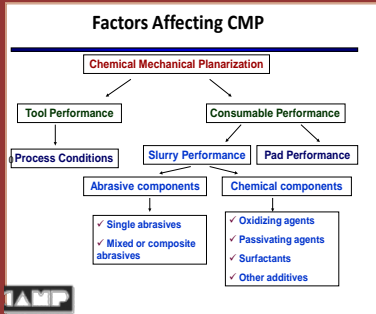 Factors Affecting CMP
Chemical Mechanical Planarization
Tool Performance
Consumable Performance
Process Conditions
Slurry Performance
Pad Performance
Abrasive components
Chemical components
✓ Single abrasives
✓ Mixed or composite
abrasives
✓ Oxidizing agents
✓ Passivating agents
✓ Surfactants
✓ Other additives